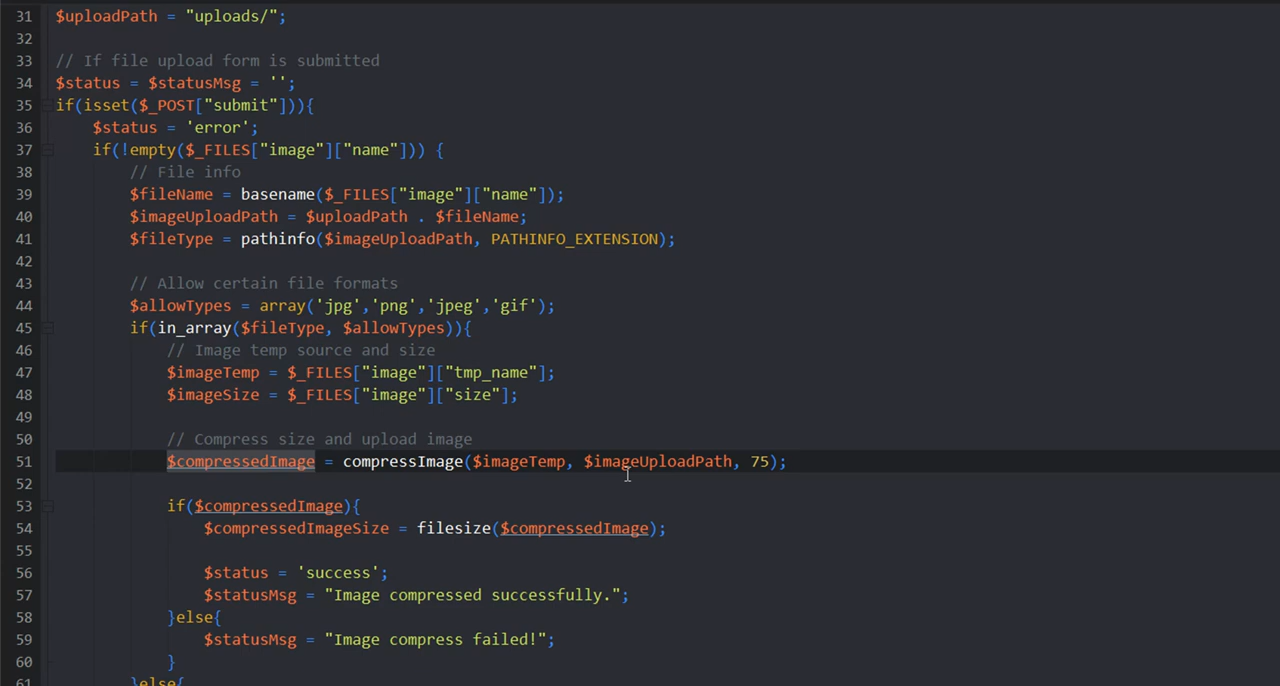 31 $uploadPath = "uploads/";
32
33 // If file upload form is submitted
34 $status = $statusMsg = '';
35 if(isset($_POST["submit"])){
36 $status = 'error';
37 if(!empty($_FILES["image"]["name"])) {
38 // File info
39 $fileName = basename($_FILES["image"]["name"]);
40 $imageUploadPath = $uploadPath . $fileName;
41 $fileType = pathinfo($imageUploadPath, PATHINFO_EXTENSION);
42
43 // Allow certain file formats
44 $allowTypes = array('jpg','png','jpeg','gif');
45 if(in_array($fileType, $allowTypes)){
46 // Image temp source and size
47 $imageTemp = $_FILES["image"]["tmp_name"];
48 $imageSize = $_FILES["image"]["size"];
49
50 // Compress size and upload image
51 $compressedImage = compressImage($imageTemp, $imageUploadPath, 75);
52
53 if($compressedImage){
54 $compressedImageSize = filesize($compressedImage);
55
56 $status = 'success';
57 $statusMsg = "Image compressed successfully.";
58 }else{
59 $statusMsg = "Image compress failed!";
60 }
61 }else{